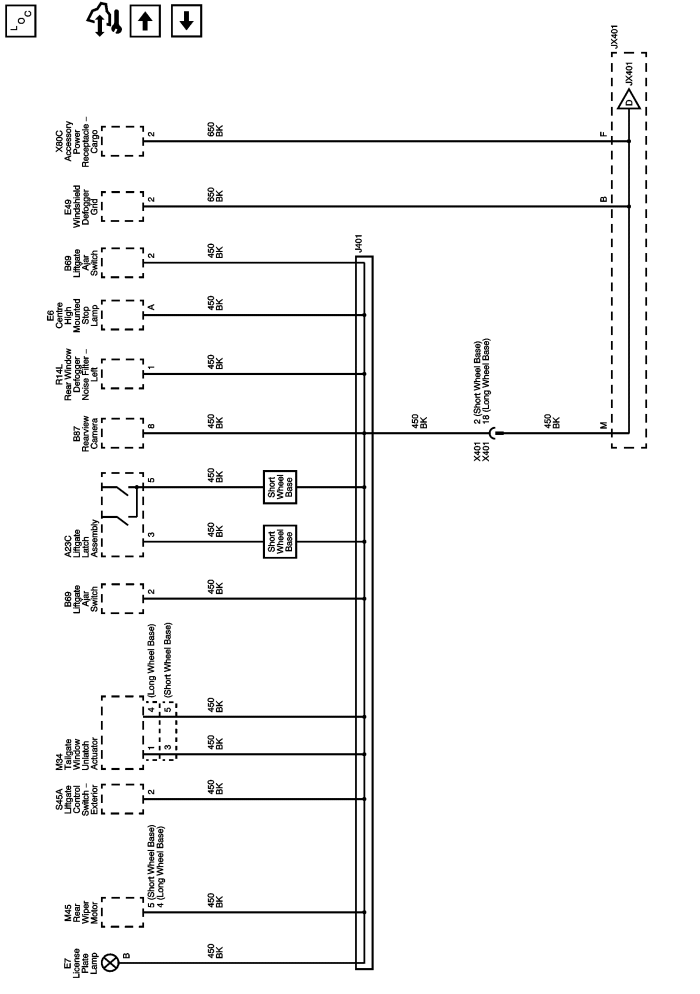 LOC
JX401
JX401
D
X80C
Accessory
Power
Receptacle –
Cargo
2
650
BK
F
E49
Windshield
Defogger
Grid
2
650
BK
B
B69
Liftgate
Ajar
Switch
2
450
BK
J401
E6
Centre
High
Mounted
Stop
Lamp
A
450
BK
R14L
Rear Window
Defogger
Noise Filter –
Left
1
450
BK
B87
Rearview
Camera
8
450
BK
450
BK
2 (Short Wheel Base)
18 (Long Wheel Base)
X401
X401
450
BK
M
A23C
Liftgate
Latch
Assembly
5
450
BK
Short
Wheel
Base
3
450
BK
Short
Wheel
Base
B69
Liftgate
Ajar
Switch
2
450
BK
M34
Tailgate
Window
Unlatch
Actuator
4 (Long Wheel Base)
5 (Short Wheel Base)
450
BK
1
3
450
BK
S45A
Liftgate
Control
Switch –
Exterior
2
450
BK
M45
Rear
Wiper
Motor
5 (Short Wheel Base)
4 (Long Wheel Base)
450
BK
E7
License
Plate
Lamp
B
450
BK